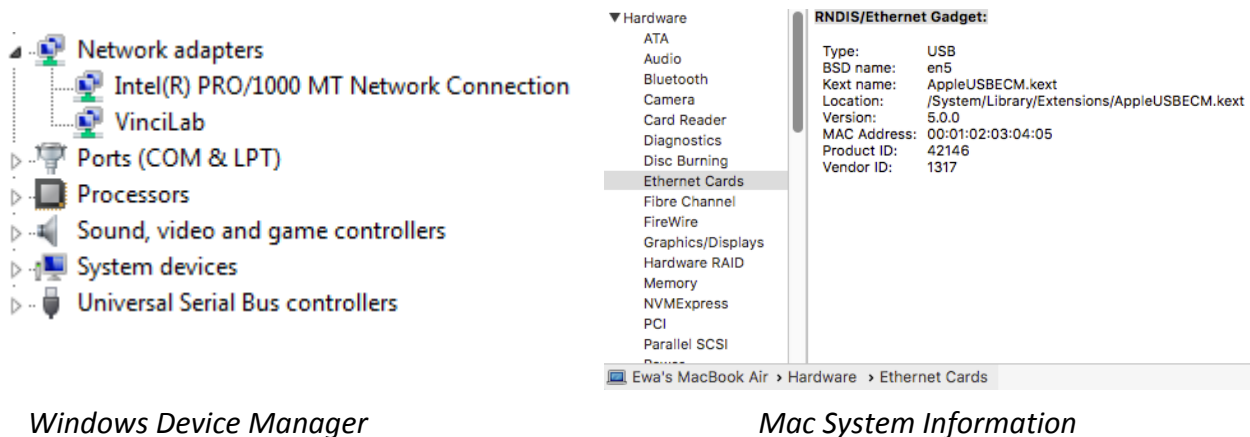 Network adapters
Intel(R) PRO/1000 MT Network Connection
VinciLab
Ports (COM & LPT)
Processors
Sound, video and game controllers
System devices
Universal Serial Bus controllers
Windows Device Manager
Hardware
ATA
Audio
Bluetooth
Camera
Card Reader
Diagnostics
Disc Burning
Ethernet Cards
Fibre Channel
FireWire
Graphics/Displays
Hardware RAID
Memory
NVMExpress
PCI
Parallel SCSI
RNDIS/Ethernet Gadget:
Type: USB
BSD name: en5
Kext name: AppleUSBECM.kext
Location: /System/Library/Extensions/AppleUSBECM.kext
Version: 5.0.0
MAC Address: 00:01:02:03:04:05
Product ID: 42146
Vendor ID: 1317
Ewa's MacBook Air › Hardware › Ethernet Cards
Mac System Information